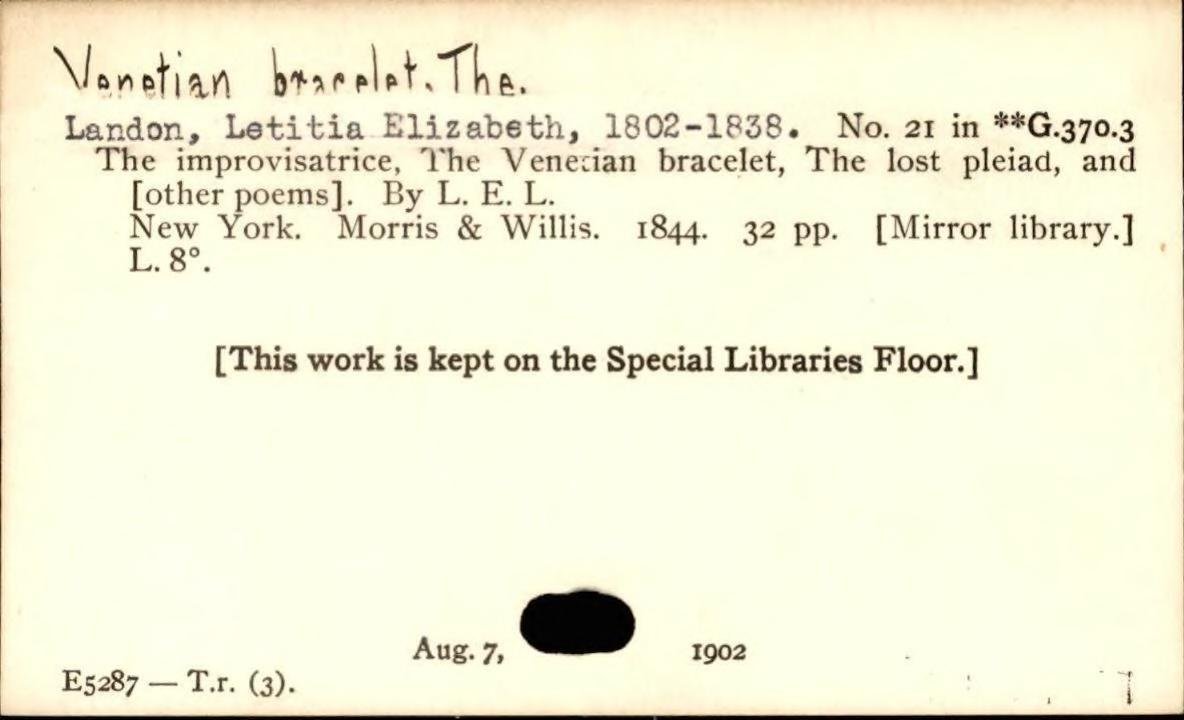 Venetian bracelet. The.
Landon, Letitia Elizabeth, 1802-1838. No. 21 in **G.370.3
The improvisatrice, The Venetian bracelet, The lost pleiad, and
[other poems]. By L. E. L.
New York. Morris & Willis. 1844. 32 pp. [Mirror library.]
L. 8°.
[This work is kept on the Special Libraries Floor.]
Aug. 7, 1902
E5287 — T.r. (3).